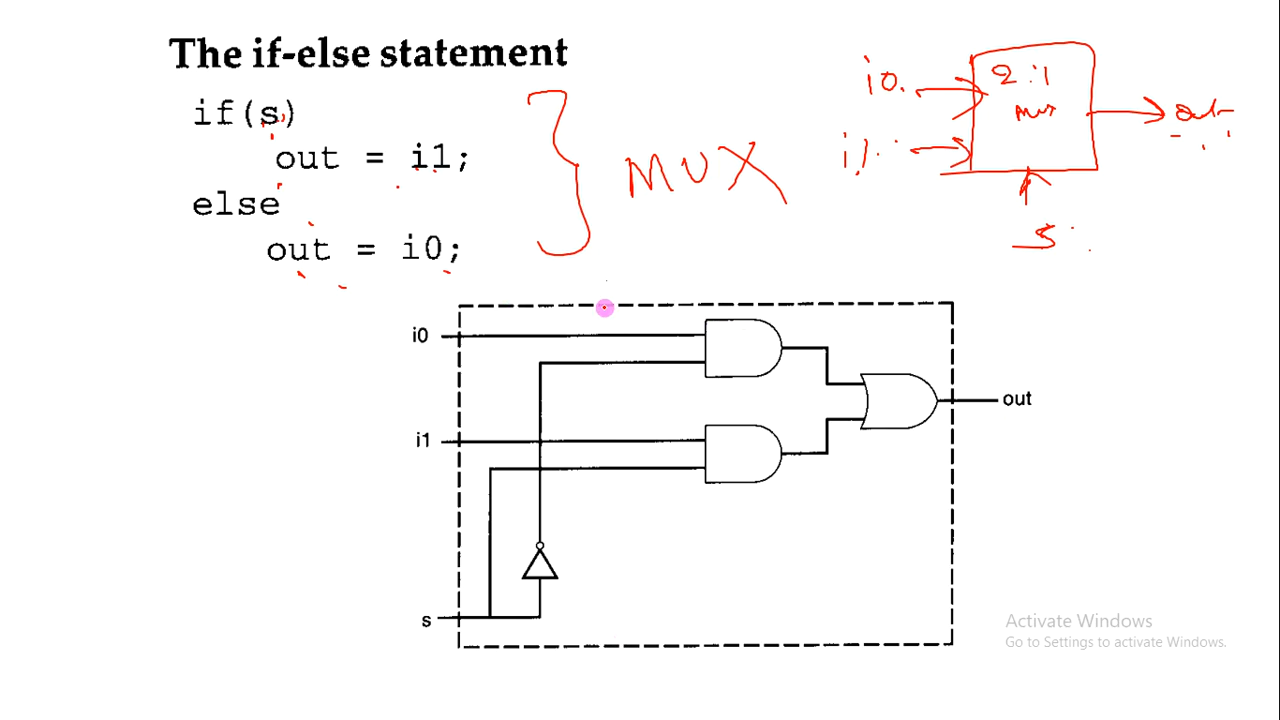 The if-else statement
if(s)
out = i1;
else
out = i0;
MUX
i0
i1
2:1
MUX
out
S
i0
i1
s
out
Activate Windows
Go to Settings to activate Windows.